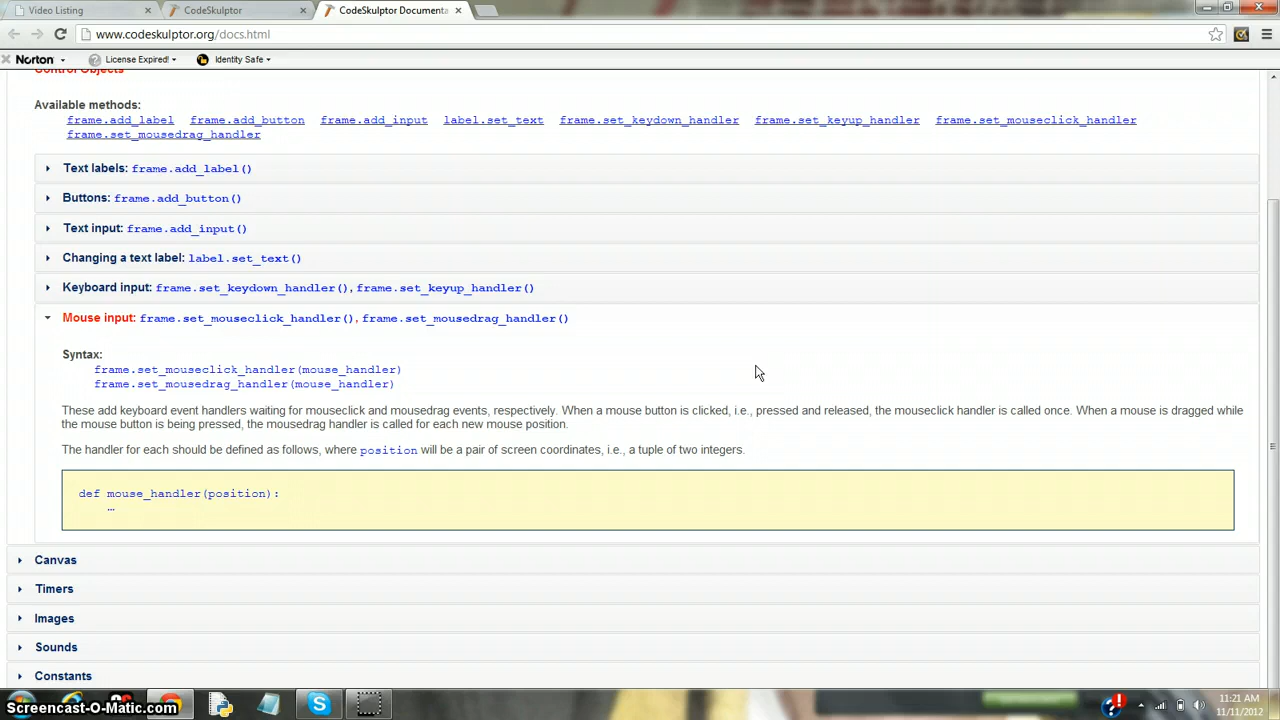 Video Listing
CodeSkulptor
CodeSkulptor Documenta
www.codeskulptor.org/docs.html
Norton
License Expired!
Identity Safe
Control Objects
Available methods:
frame.add_label frame.add_button frame.add_input label.set_text frame.set_keydown_handler frame.set_keyup_handler frame.set_mouseclick_handler
frame.set_mousedrag_handler
Text labels: frame.add_label()
Buttons: frame.add_button()
Text input: frame.add_input()
Changing a text label: label.set_text()
Keyboard input: frame.set_keydown_handler(), frame.set_keyup_handler()
Mouse input: frame.set_mouseclick_handler(), frame.set_mousedrag_handler()
Syntax:
frame.set_mouseclick_handler(mouse_handler)
frame.set_mousedrag_handler(mouse_handler)
These add keyboard event handlers waiting for mouseclick and mousedrag events, respectively. When a mouse button is clicked, i.e., pressed and released, the mouseclick handler is called once. When a mouse is dragged while
the mouse button is being pressed, the mousedrag handler is called for each new mouse position.
The handler for each should be defined as follows, where position will be a pair of screen coordinates, i.e., a tuple of two integers.
def mouse_handler(position):
…
Canvas
Timers
Images
Sounds
Constants
Screencast-O-Matic.com
11:21 AM
11/11/2012